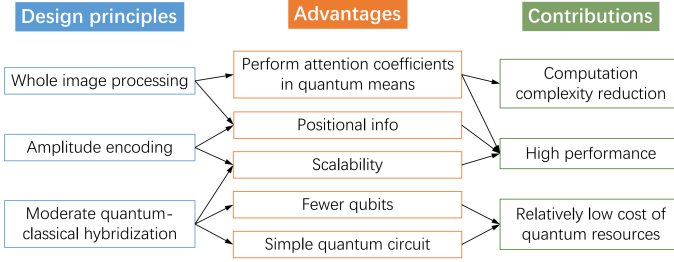 Design principles
Advantages
Contributions
Whole image processing
Amplitude encoding
Moderate quantum-
classical hybridization
Perform attention coefficients
in quantum means
Positional info
Scalability
Fewer qubits
Simple quantum circuit
Computation
complexity reduction
High performance
Relatively low cost of
quantum resources